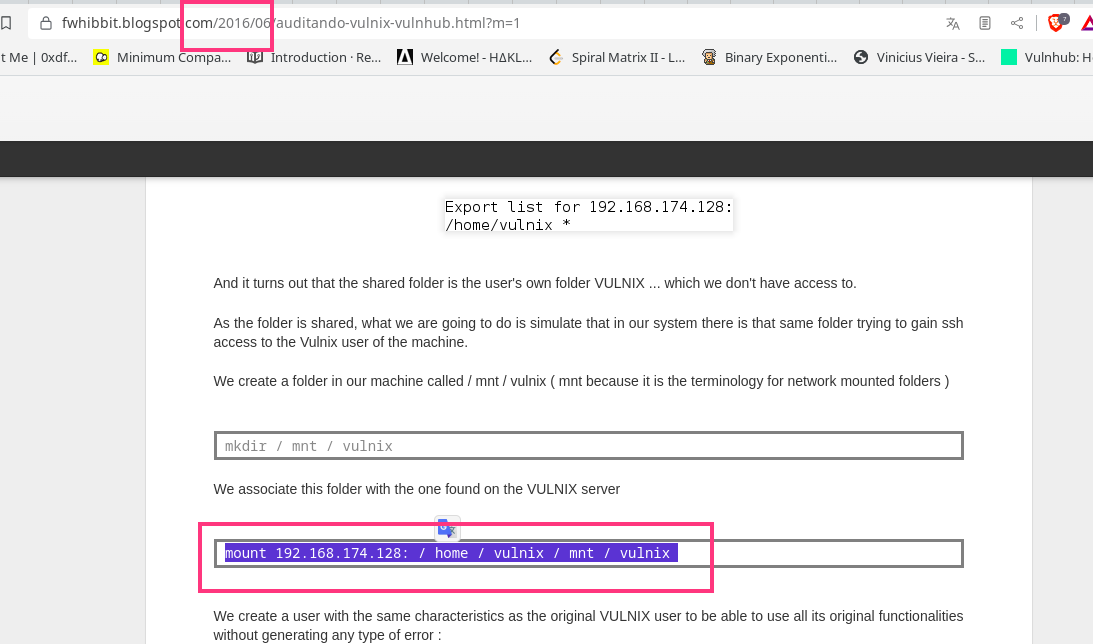 fwhibbit.blogspot.com/2016/06/auditando-vulnix-vulnhub.html?m=1
7
t Me | 0xdf... Minimum Compa... Introduction · Re... Welcome! - HΔKL... Spiral Matrix II - L... Binary Exponenti... Vinicius Vieira - S... Vulnhub: H
Export list for 192.168.174.128:
/home/vulnix *
And it turns out that the shared folder is the user's own folder VULNIX ... which we don't have access to.
As the folder is shared, what we are going to do is simulate that in our system there is that same folder trying to gain ssh
access to the Vulnix user of the machine.
We create a folder in our machine called / mnt / vulnix ( mnt because it is the terminology for network mounted folders )
mkdir / mnt / vulnix
We associate this folder with the one found on the VULNIX server
mount 192.168.174.128: / home / vulnix / mnt / vulnix
We create a user with the same characteristics as the original VULNIX user to be able to use all its original functionalities
without generating any type of error :